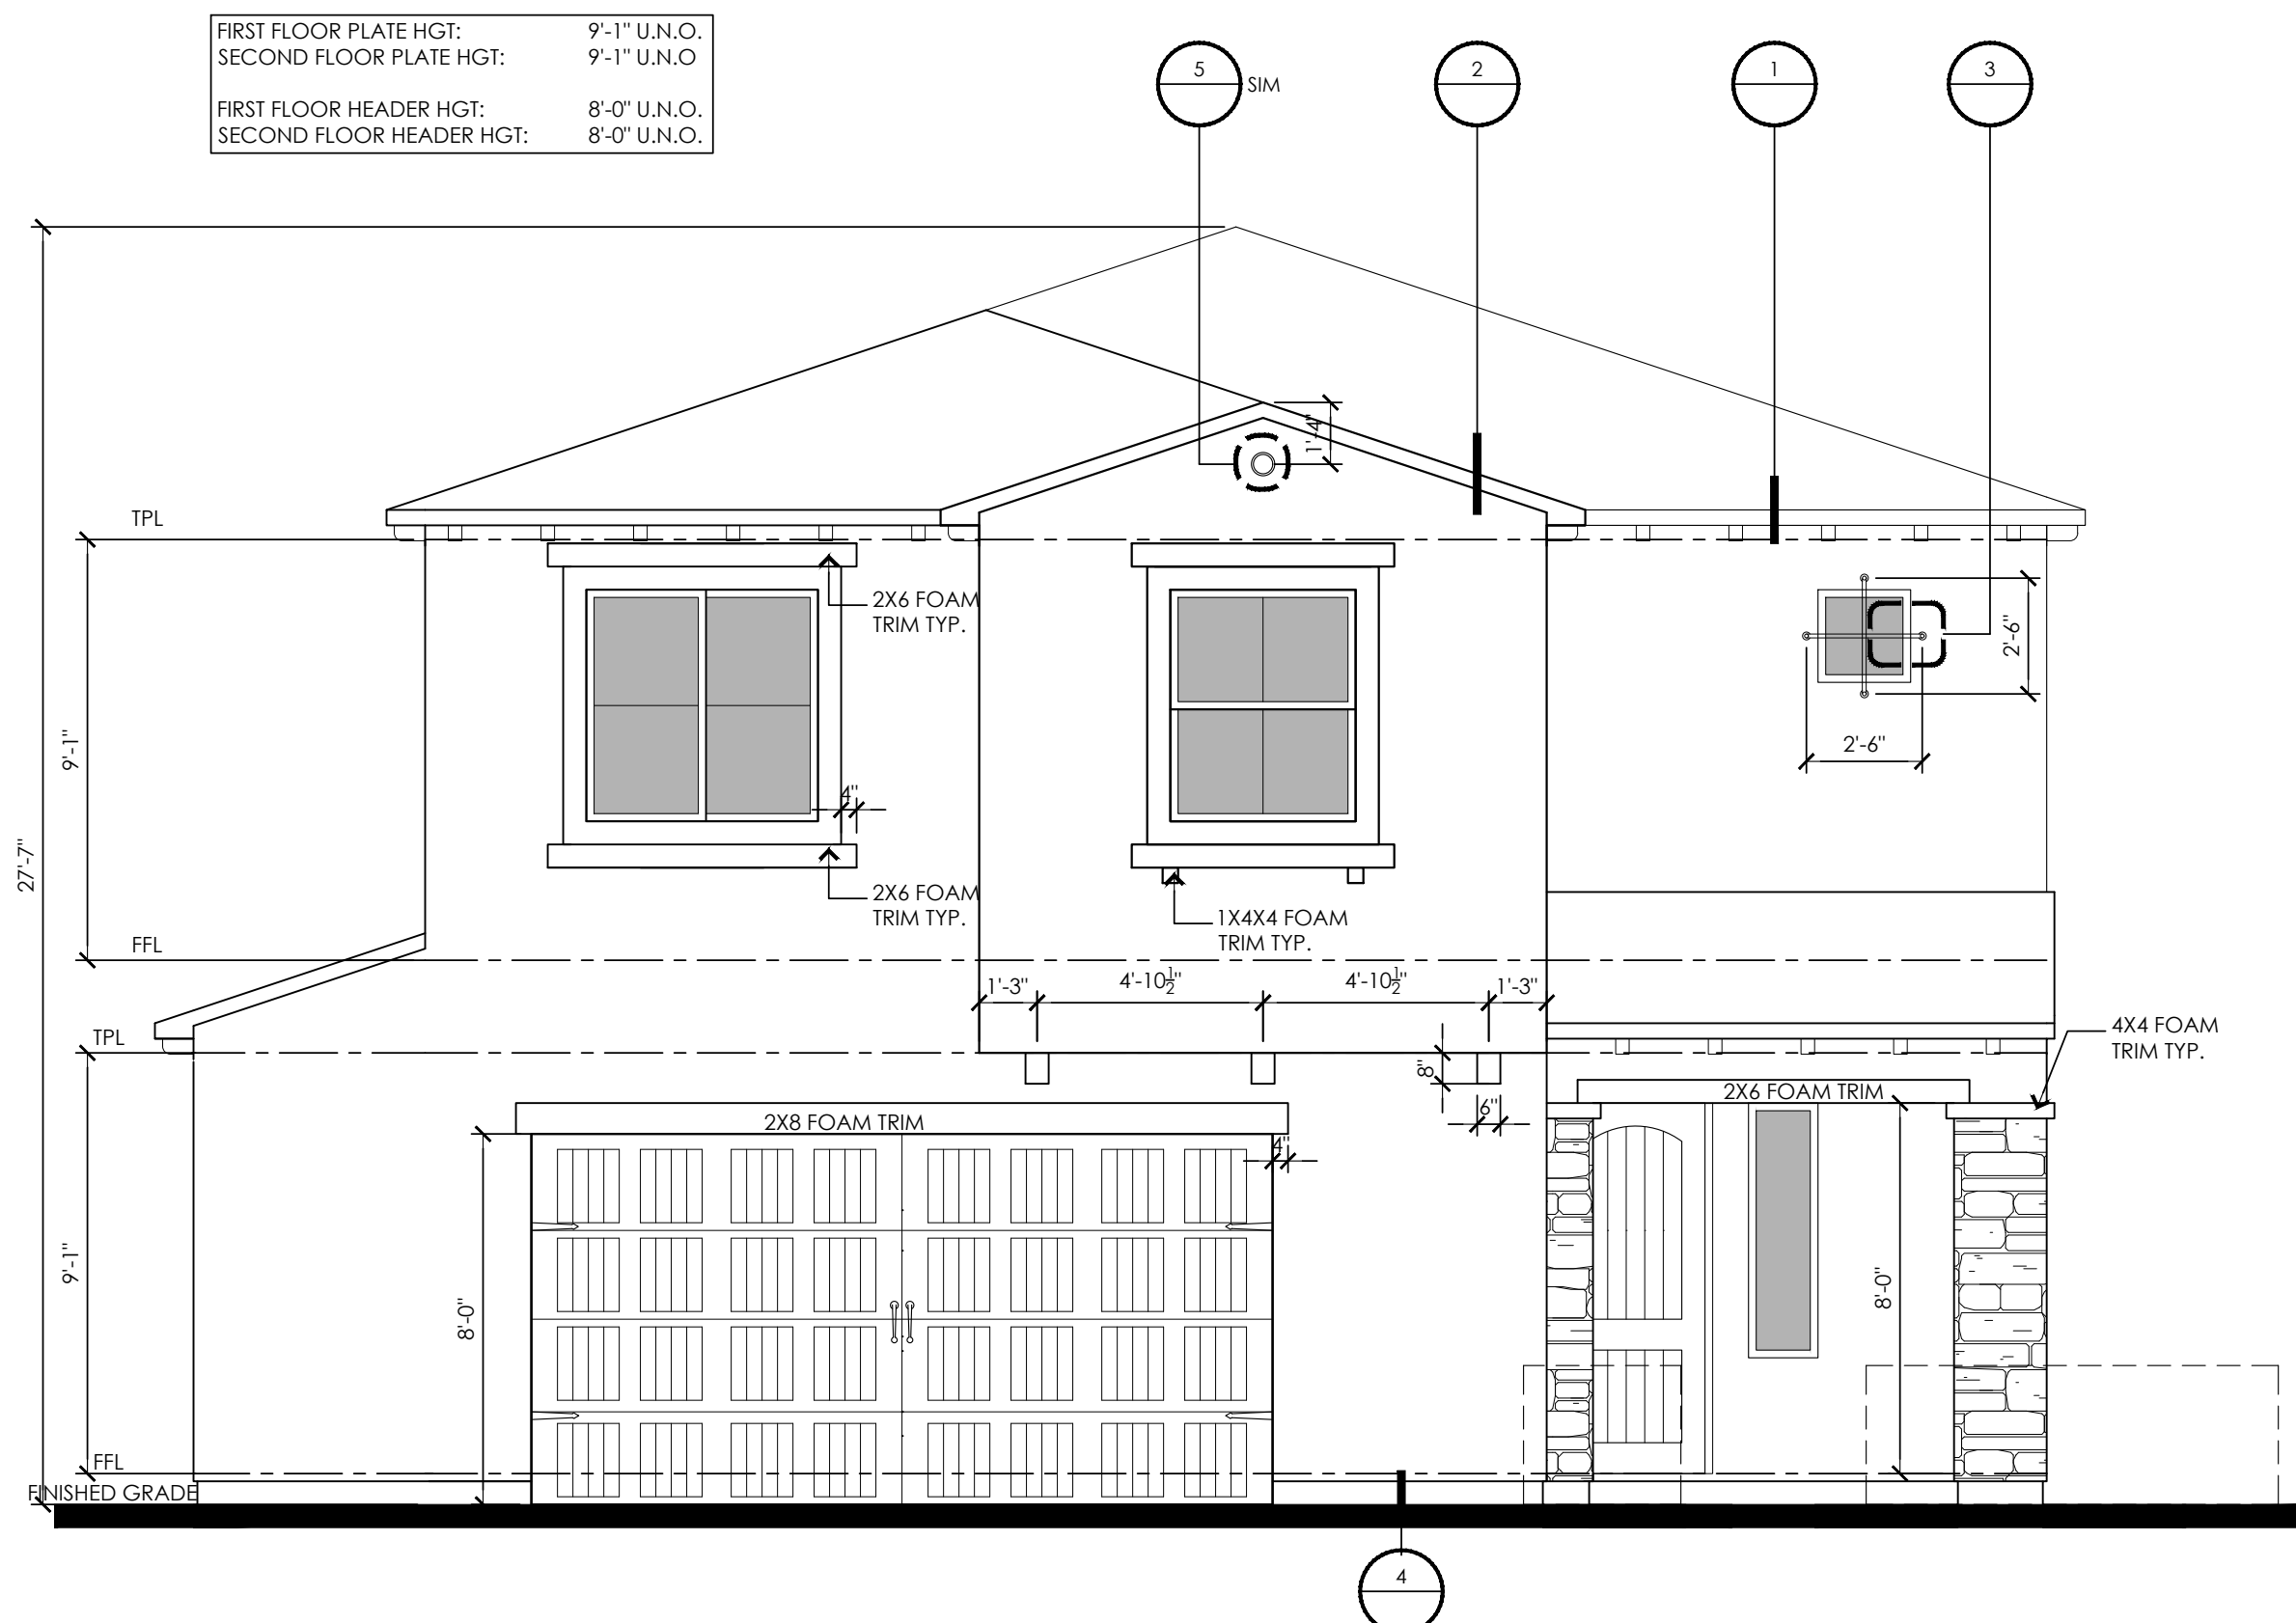 FIRST FLOOR PLATE HGT: 9'-1" U.N.O.
SECOND FLOOR PLATE HGT: 9'-1" U.N.O
FIRST FLOOR HEADER HGT: 8'-0" U.N.O.
SECOND FLOOR HEADER HGT: 8'-0" U.N.O.
5
SIM
2
1
3
1'-4"
TPL
2X6 FOAM
TRIM TYP.
2'-6"
2'-6"
9'-1"
4"
27'-7"
2X6 FOAM
TRIM TYP.
1X4X4 FOAM
TRIM TYP.
FFL
1'-3"
4'-10½"
4'-10½"
1'-3"
TPL
4X4 FOAM
TRIM TYP.
8"
6"
2X6 FOAM TRIM
2X8 FOAM TRIM
4"
9'-1"
8'-0"
8'-0"
FFL
FINISHED GRADE
4